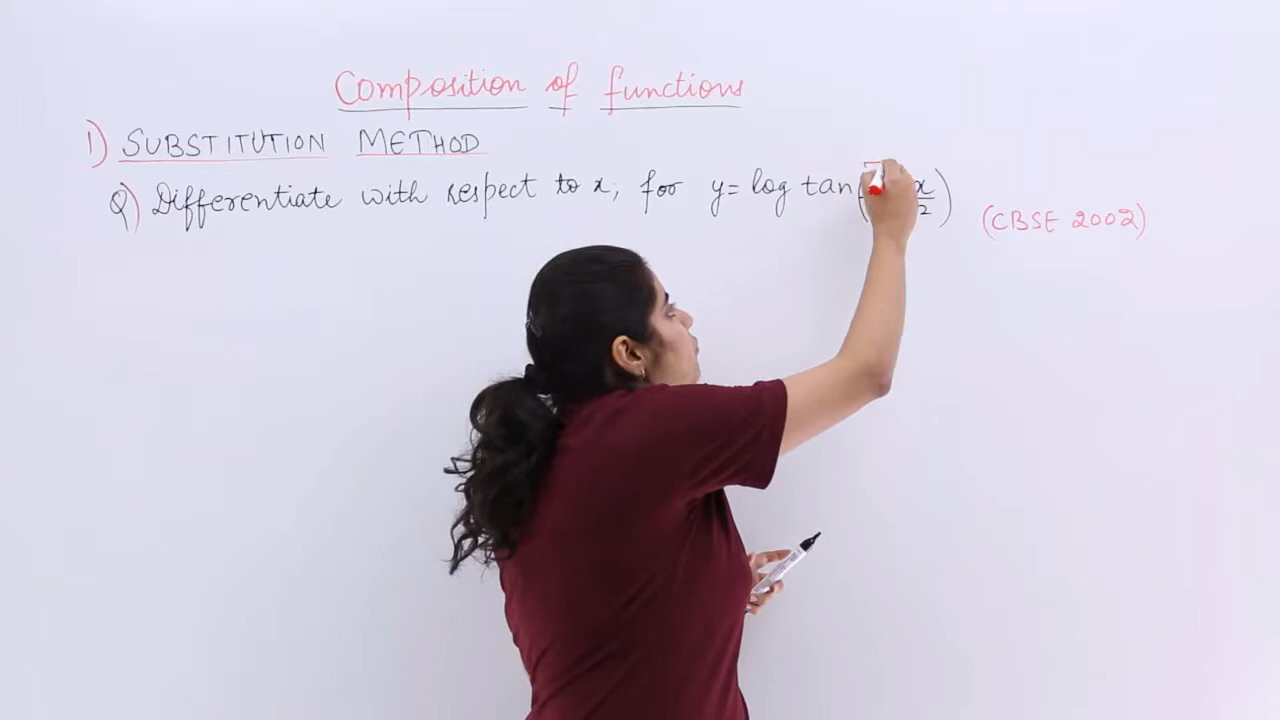 Composition of functions
1) SUBSTITUTION METHOD
Q) Differentiate with respect to x, for y = log tan( x/2)
(CBSE 2002)